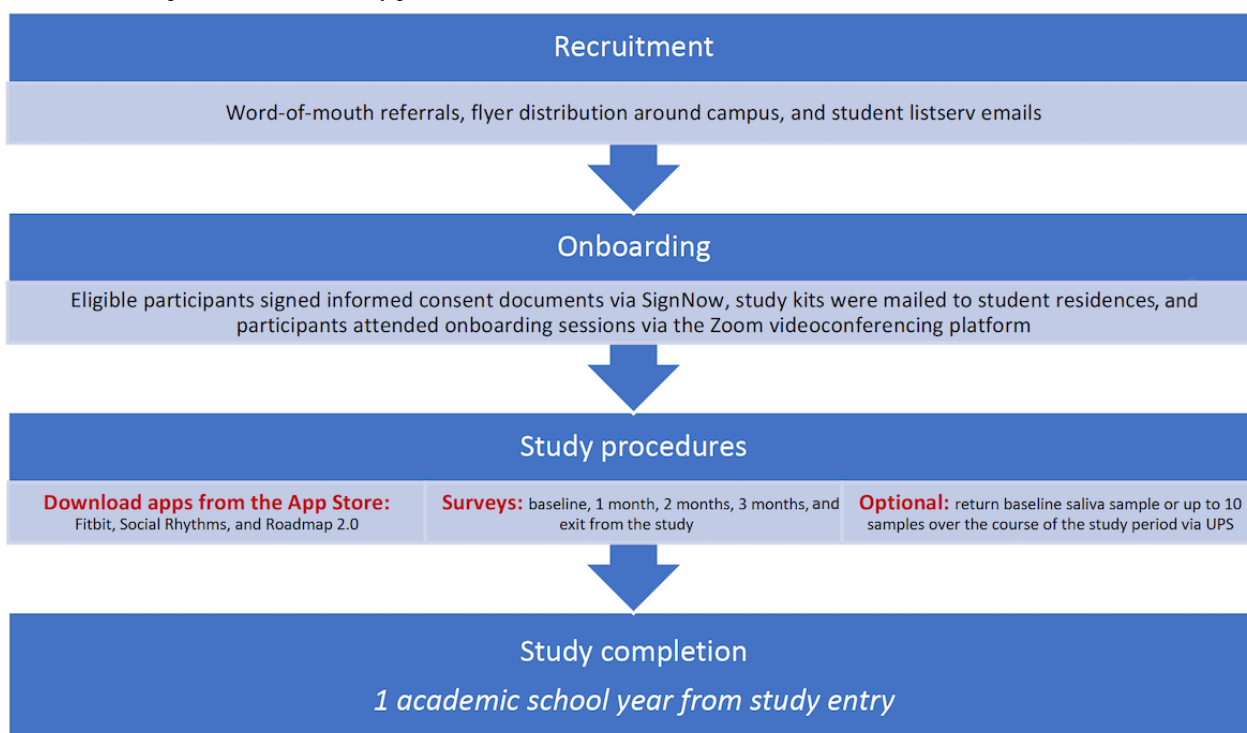 Recruitment
Word-of-mouth referrals, flyer distribution around campus, and student listserv emails
Onboarding
Eligible participants signed informed consent documents via SignNow, study kits were mailed to student residences, and
participants attended onboarding sessions via the Zoom videoconferencing platform
Study procedures
Download apps from the App Store:
Fitbit, Social Rhythms, and Roadmap 2.0
Surveys: baseline, 1 month, 2 months, 3 months, and
exit from the study
Optional: return baseline saliva sample or up to 10
samples over the course of the study period via UPS
Study completion
1 academic school year from study entry